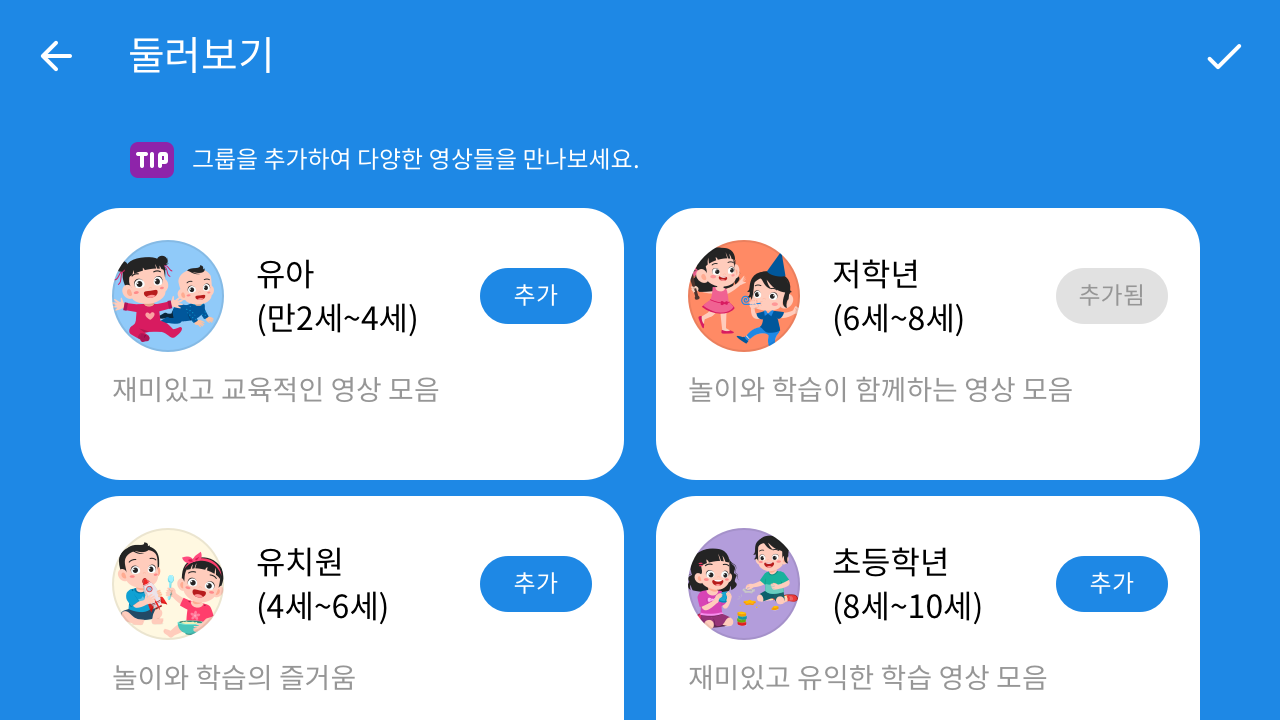 둘러보기
TIP 그룹을 추가하여 다양한 영상들을 만나보세요.
유아
(만2세~4세)
추가
재미있고 교육적인 영상 모음
저학년
(6세~8세)
추가됨
놀이와 학습이 함께하는 영상 모음
유치원
(4세~6세)
추가
놀이와 학습의 즐거움
초등학년
(8세~10세)
추가
재미있고 유익한 학습 영상 모음